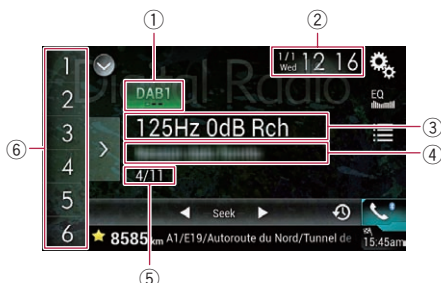 ①
②
1
2
3
4
5
6
Digital Radio
1/1
Wed 12 16
DAB1
EQ
125Hz 0dB Rch
4/11
③
④
⑥
Seek
8585 km A1/E19/Autoroute du Nord/Tunnel de
15:45am
⑤